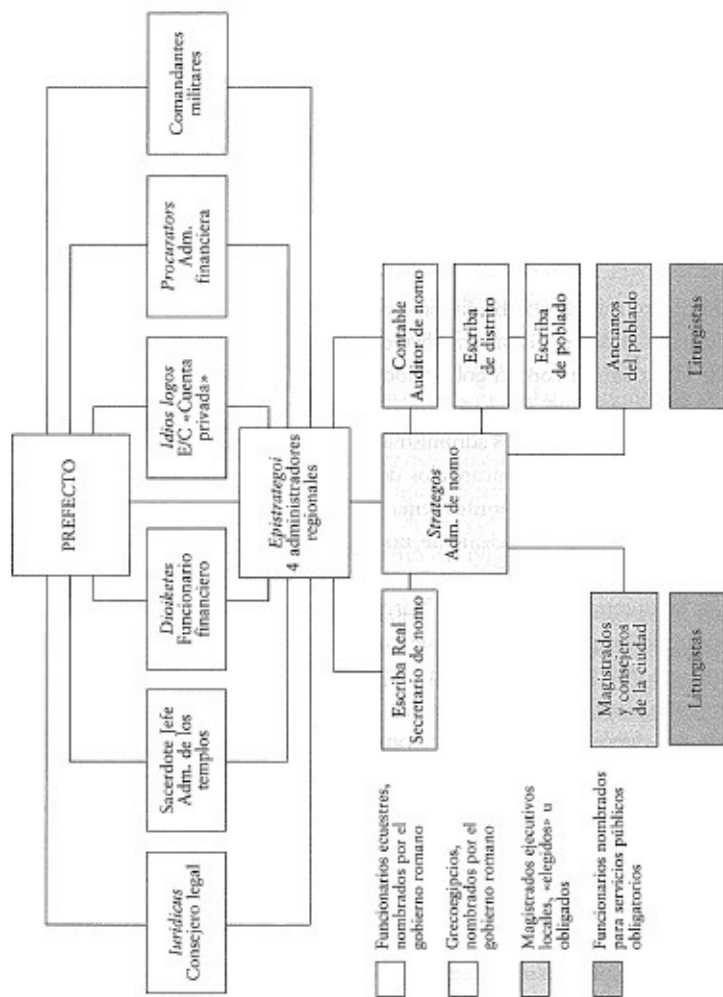 PREFECTO
Iuridicus
Consejero legal
Sacerdote Jefe
Adm. de los
templos
Dioiketes
Funcionario
financiero
Idios logos
E/C «Cuenta
privada»
Procurators
Adm.
financiera
Comandantes
militares
Epistrategoi
4 administradores
regionales
Escriba Real
Secretario de nomo
Strategos
Adm. de nomo
Contable
Auditor de nomo
Escriba
de distrito
Escriba
de poblado
Ancianos
del poblado
Liturgistas
Magistrados
y consejeros
de la ciudad
Liturgistas
Funcionarios ecuestres,
nombrados por el
gobierno romano
Grecoegipcios,
nombrados por el
gobierno romano
Magistrados ejecutivos
locales, «elegidos» u
obligados
Funcionarios nombrados
para servicios públicos
obligatorios